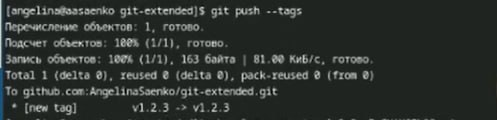 [angelina@aasaenko git-extended]$ git push --tags
Перечисление объектов: 1, готово.
Подсчет объектов: 100% (1/1), готово.
Запись объектов: 100% (1/1), 163 байта | 81.00 КиБ/с, готово.
Total 1 (delta 0), reused 0 (delta 0), pack-reused 0 (from 0)
To github.com:AngelinaSaenko/git-extended.git
* [new tag] v1.2.3 -> v1.2.3